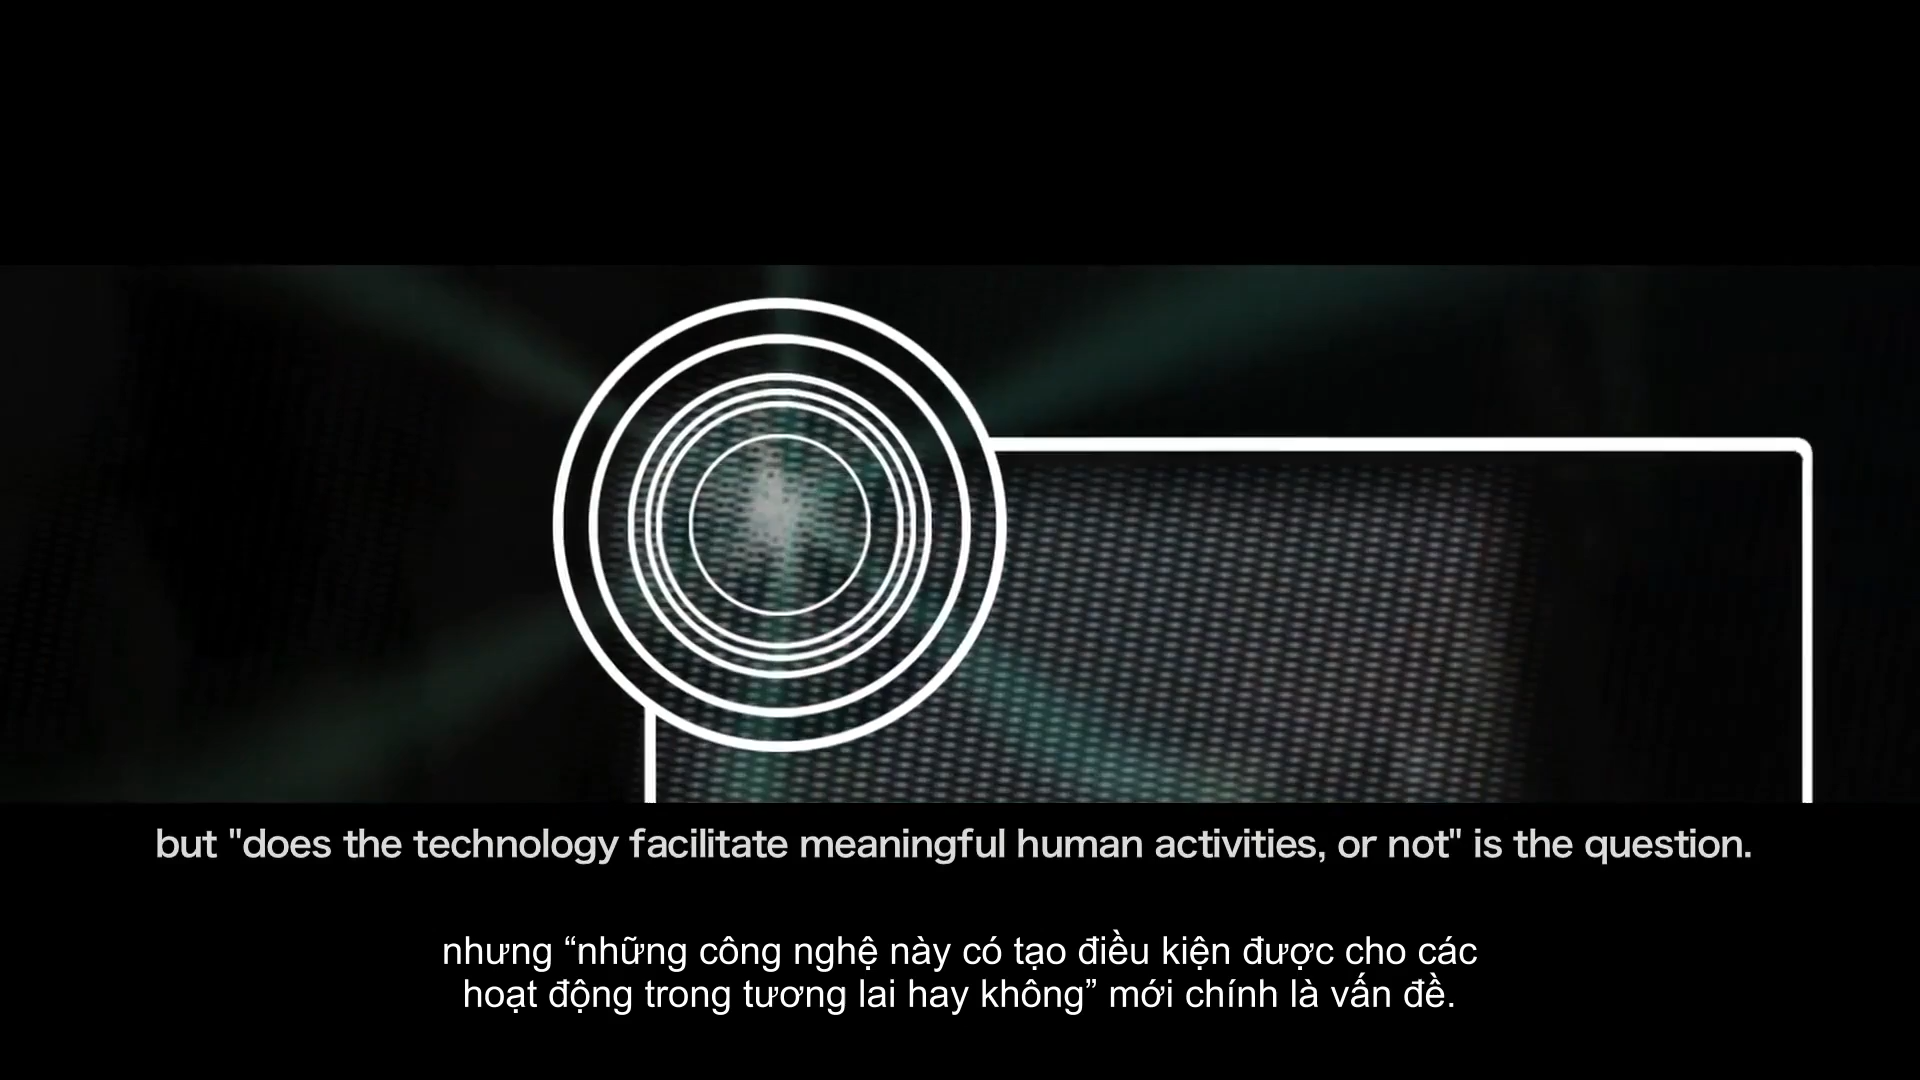 but "does the technology facilitate meaningful human activities, or not" is the question.
nhưng “những công nghệ này có tạo điều kiện được cho các
hoạt động trong tương lai hay không” mới chính là vấn đề.